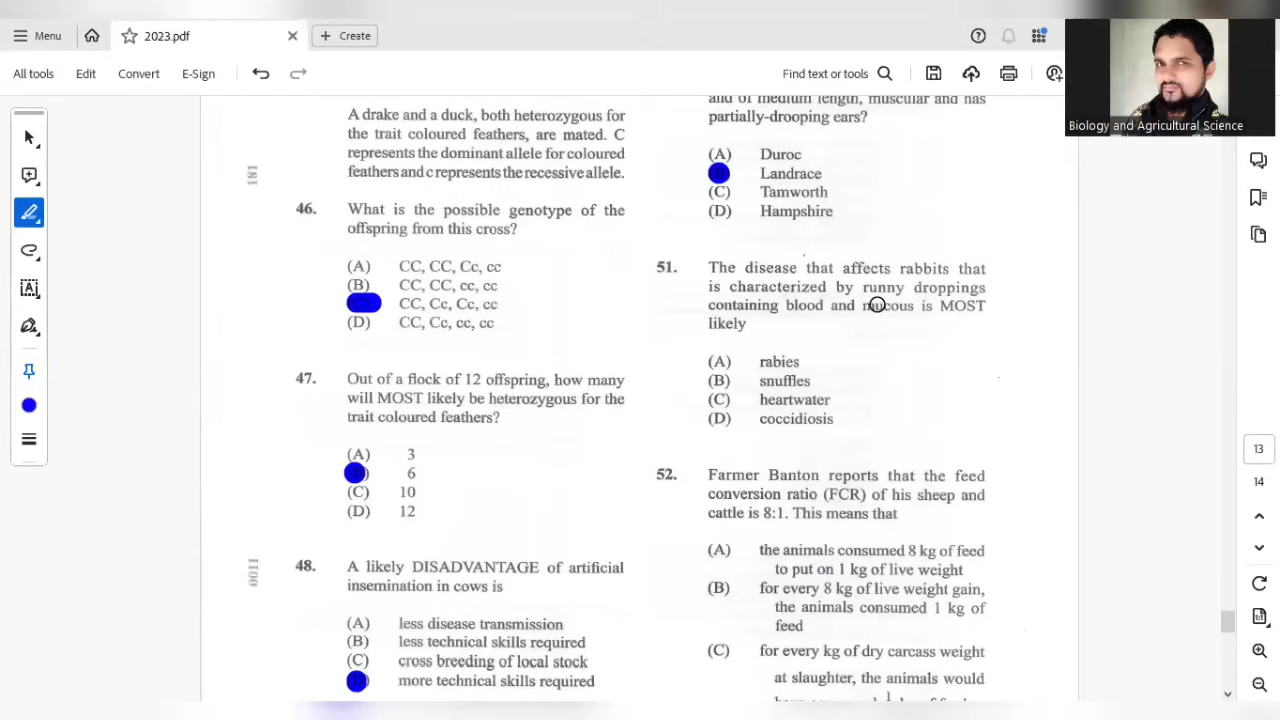 Menu
2023.pdf
Create
All tools
Edit
Convert
E-Sign
Find text or tools
Biology and Agricultural Science
A drake and a duck, both heterozygous for
the trait coloured feathers, are mated. C
represents the dominant allele for coloured
feathers and c represents the recessive allele.
181
46. What is the possible genotype of the
offspring from this cross?
(A) CC, CC, Cc, cc
(B) CC, CC, cc, cc
CC, Cc, Cc, cc
(D) CC, Cc, cc, cc
47. Out of a flock of 12 offspring, how many
will MOST likely be heterozygous for the
trait coloured feathers?
(A) 3
6
(C) 10
(D) 12
0011
48. A likely DISADVANTAGE of artificial
insemination in cows is
(A) less disease transmission
(B) less technical skills required
(C) cross breeding of local stock
more technical skills required
and of medium length, muscular and has
partially-drooping ears?
(A) Duroc
Landrace
(C) Tamworth
(D) Hampshire
51. The disease that affects rabbits that
is characterized by runny droppings
containing blood and mucous is MOST
likely
(A) rabies
(B) snuffles
(C) heartwater
(D) coccidiosis
52. Farmer Banton reports that the feed
conversion ratio (FCR) of his sheep and
cattle is 8:1. This means that
(A) the animals consumed 8 kg of feed
to put on 1 kg of live weight
(B) for every 8 kg of live weight gain,
the animals consumed 1 kg of
feed
(C) for every kg of dry carcass weight
at slaughter, the animals would
13
14